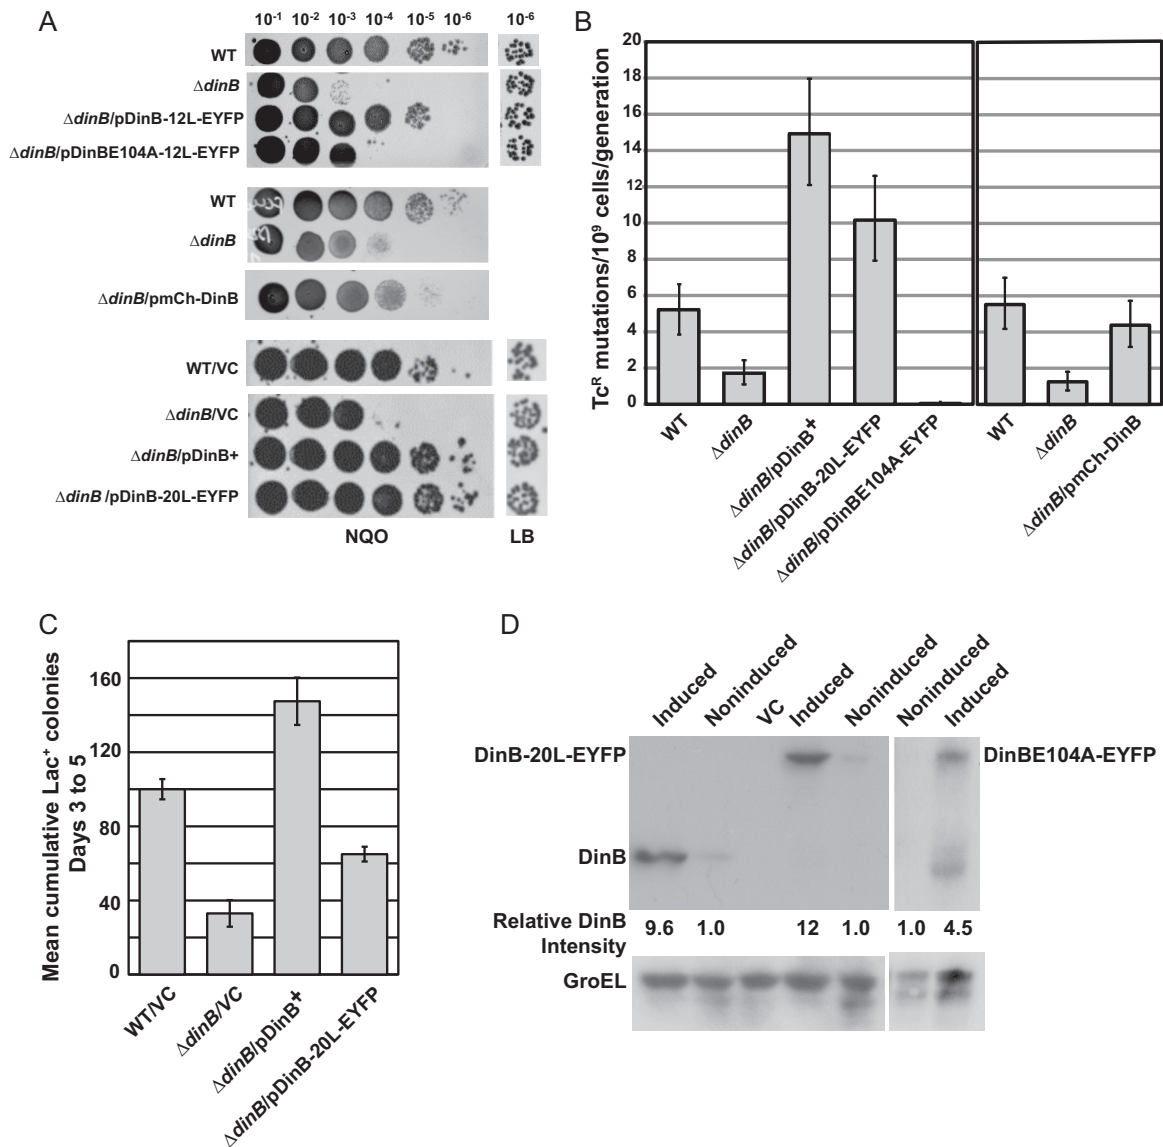 A
10⁻¹ 10⁻² 10⁻³ 10⁻⁴ 10⁻⁵ 10⁻⁶ 10⁻⁶
WT
ΔdinB
ΔdinB/pDinB-12L-EYFP
ΔdinB/pDinBE104A-12L-EYFP
WT
ΔdinB
ΔdinB/pmCh-DinB
WT/VC
ΔdinB/VC
ΔdinB/pDinB+
ΔdinB /pDinB-20L-EYFP
NQO LB
B
Tcᴿ mutations/10⁹ cells/generation
20
18
16
14
12
10
8
6
4
2
0
WT
ΔdinB
ΔdinB/pDinB⁺
ΔdinB/pDinB-20L-EYFP
ΔdinB/pDinBE104A-EYFP
WT
ΔdinB
ΔdinB/pmCh-DinB
C
Mean cumulative Lac⁺ colonies
Days 3 to 5
160
120
80
40
0
WT/VC
ΔdinB/VC
ΔdinB/pDinB⁺
ΔdinB/pDinB-20L-EYFP
D
Induced
Noninduced
VC
Induced
Noninduced
Noninduced
Induced
DinB-20L-EYFP
DinBE104A-EYFP
DinB
Relative DinB
Intensity
9.6 1.0 12 1.0 1.0 4.5
GroEL